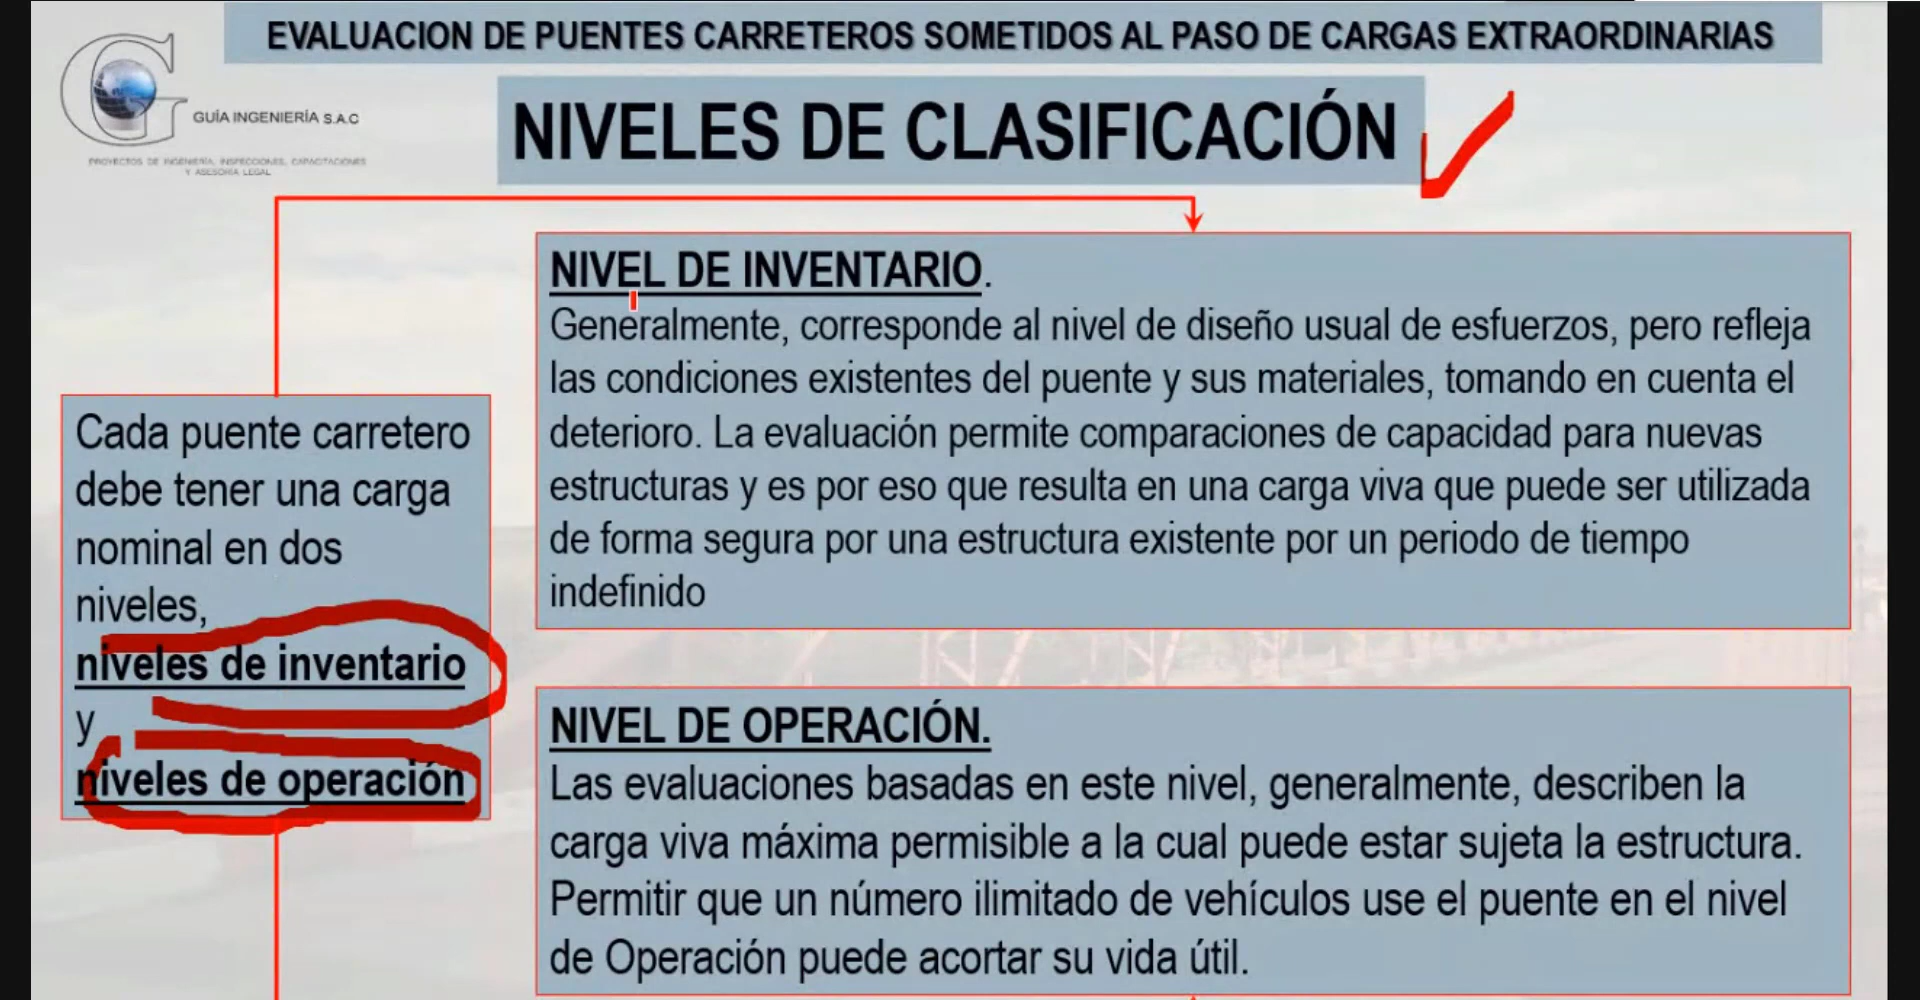 EVALUACION DE PUENTES CARRETEROS SOMETIDOS AL PASO DE CARGAS EXTRAORDINARIAS
GUÍA INGENIERÍA S.A.C
PROYECTOS DE INGENIERÍA, INSPECCIONES, CAPACITACIONES
Y ASESORÍA LEGAL
NIVELES DE CLASIFICACIÓN
Cada puente carretero
debe tener una carga
nominal en dos
niveles,
niveles de inventario
y
niveles de operación
NIVEL DE INVENTARIO.
Generalmente, corresponde al nivel de diseño usual de esfuerzos, pero refleja
las condiciones existentes del puente y sus materiales, tomando en cuenta el
deterioro. La evaluación permite comparaciones de capacidad para nuevas
estructuras y es por eso que resulta en una carga viva que puede ser utilizada
de forma segura por una estructura existente por un periodo de tiempo
indefinido
NIVEL DE OPERACIÓN.
Las evaluaciones basadas en este nivel, generalmente, describen la
carga viva máxima permisible a la cual puede estar sujeta la estructura.
Permitir que un número ilimitado de vehículos use el puente en el nivel
de Operación puede acortar su vida útil.